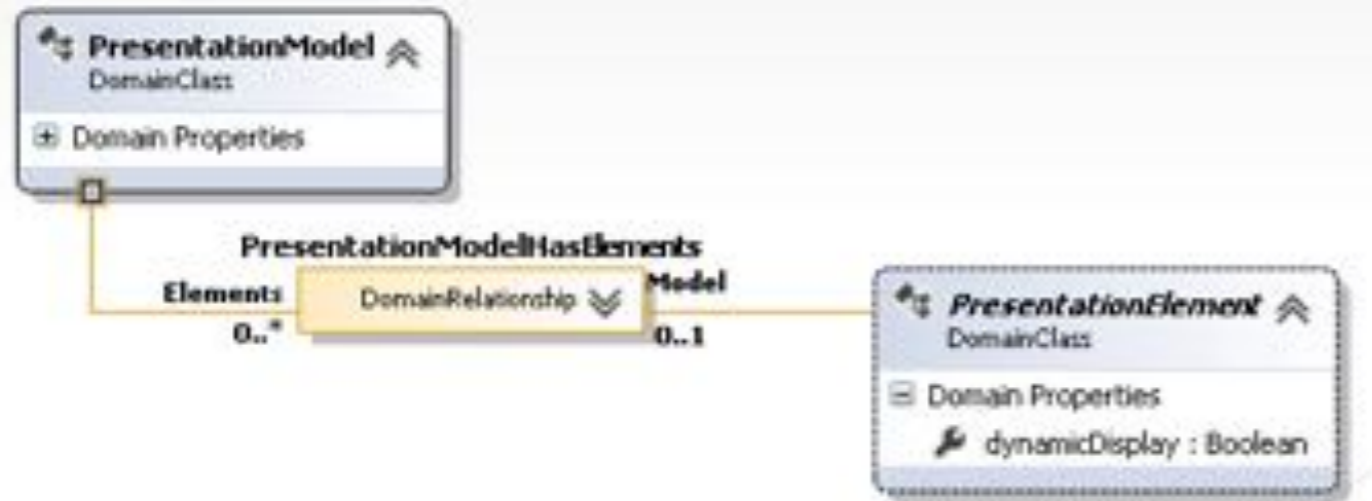 PresentationModel
DomainClass
Domain Properties
PresentationModelHasElements
Elements
DomainRelationship
Model
0..*
0..1
PresentationElement
DomainClass
Domain Properties
dynamicDisplay : Boolean